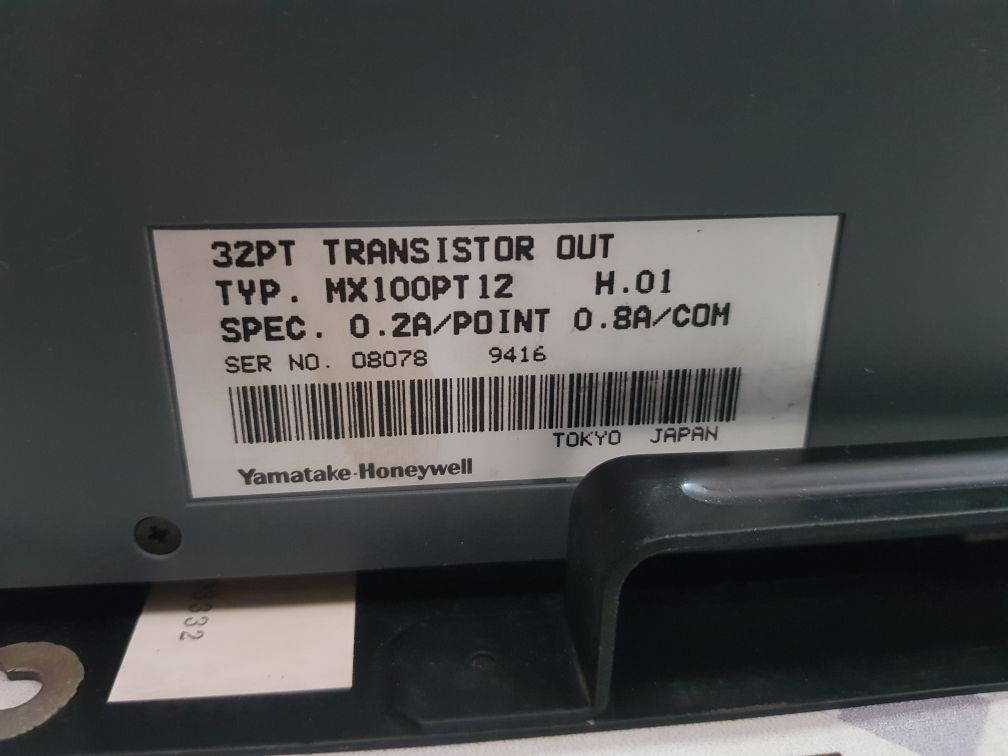 32PT TRANSISTOR OUT
TYP. MX100PT12 H.01
SPEC. 0.2A/POINT 0.8A/COM
SER NO. 08078 9416
TOKYO JAPAN
Yamatake-Honeywell